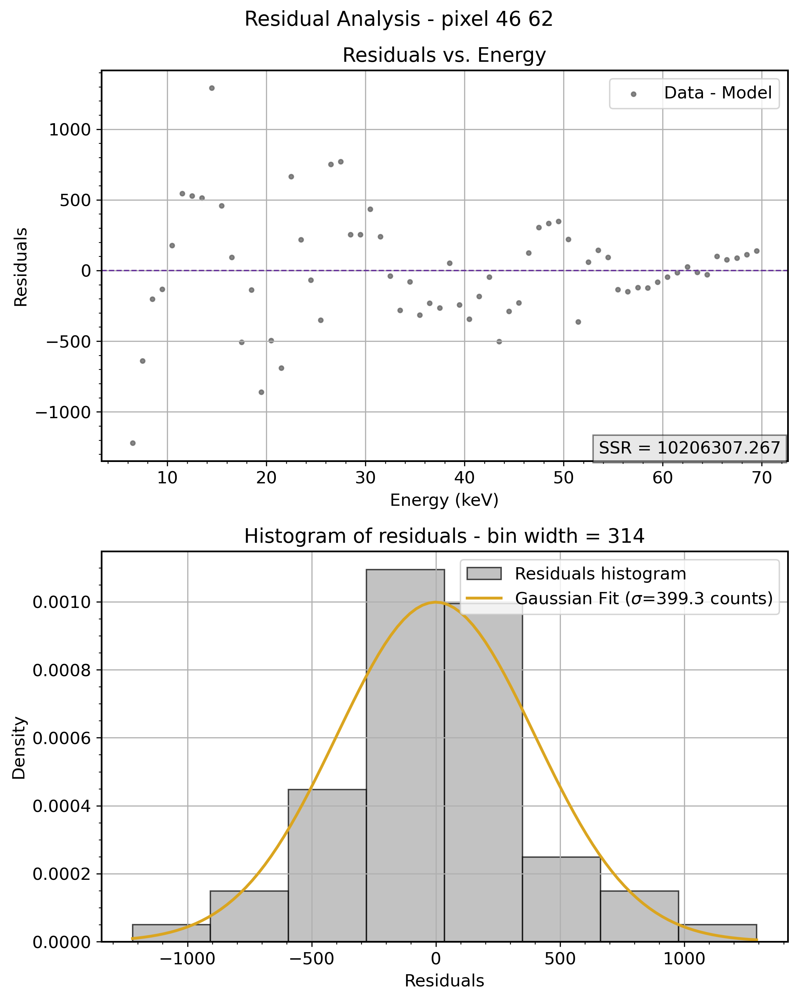 Residual Analysis - pixel 46 62
Residuals vs. Energy
Data - Model
1000
500
0
−500
−1000
Residuals
SSR = 10206307.267
10 20 30 40 50 60 70
Energy (keV)
Histogram of residuals - bin width = 314
Residuals histogram
Gaussian Fit (σ=399.3 counts)
0.0010
0.0008
0.0006
0.0004
0.0002
0.0000
Density
−1000 −500 0 500 1000
Residuals